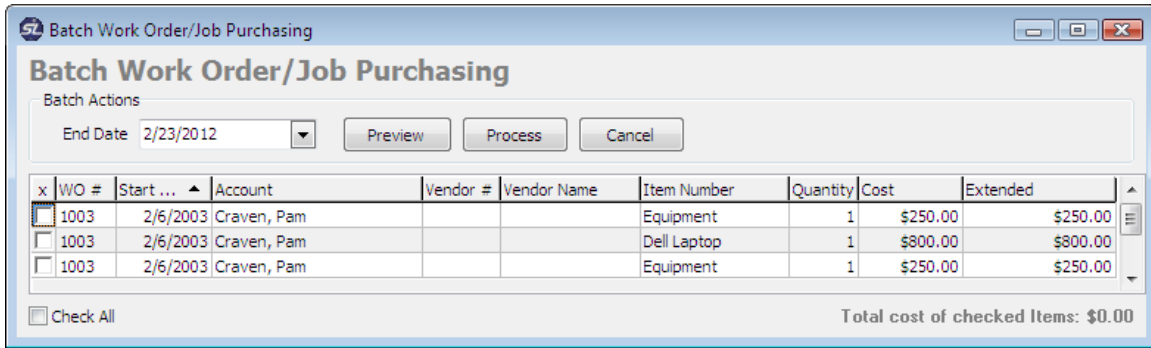 SL Batch Work Order/Job Purchasing
Batch Work Order/Job Purchasing
Batch Actions
End Date 2/23/2012 Preview Process Cancel
x WO # Start ... Account Vendor # Vendor Name Item Number Quantity Cost Extended
1003 2/6/2003 Craven, Pam Equipment 1 $250.00 $250.00
1003 2/6/2003 Craven, Pam Dell Laptop 1 $800.00 $800.00
1003 2/6/2003 Craven, Pam Equipment 1 $250.00 $250.00
Check All Total cost of checked Items: $0.00